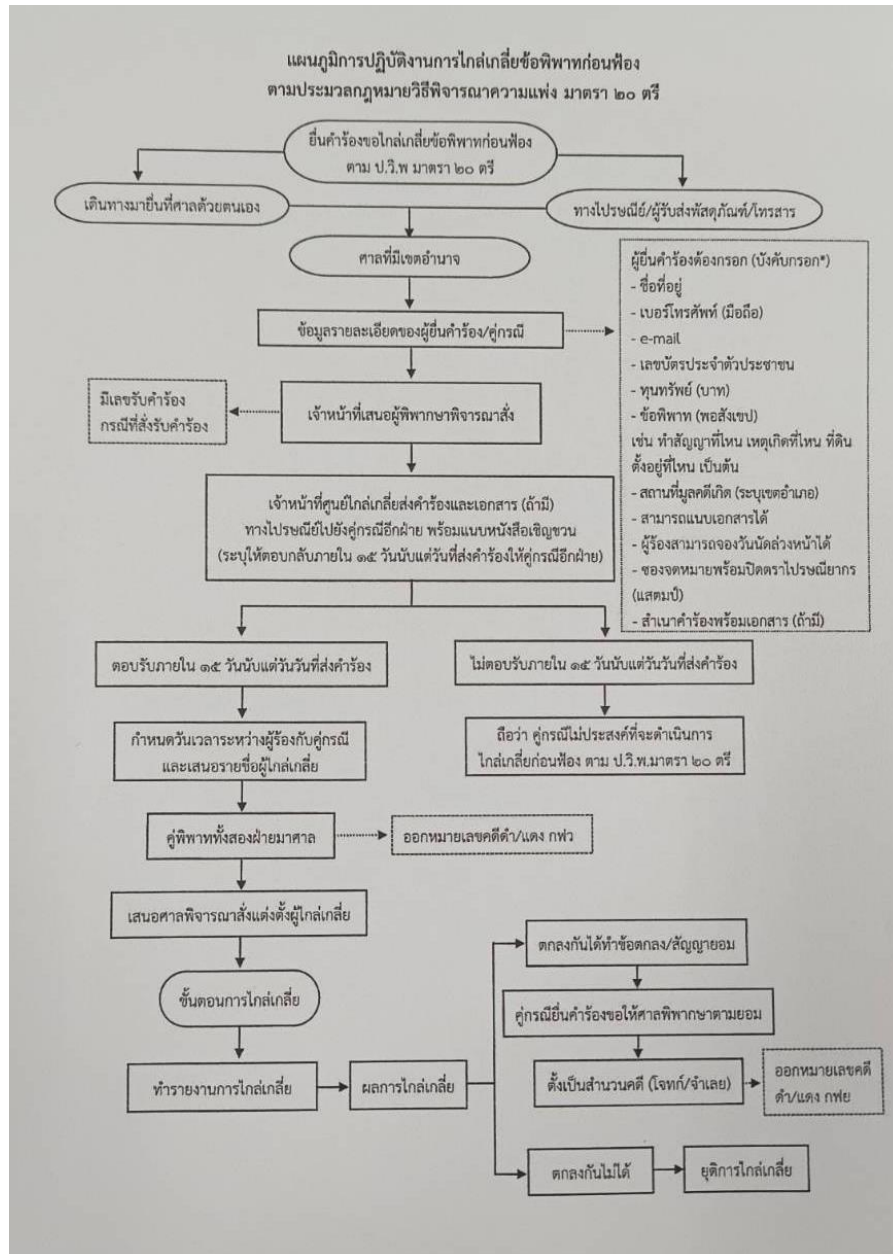 แผนภูมิการปฏิบัติงานการไกล่เกลี่ยข้อพิพาทก่อนฟ้อง
ตามประมวลกฎหมายวิธีพิจารณาความแพ่ง มาตรา ๒๐ ตรี
ยื่นคำร้องขอไกล่เกลี่ยข้อพิพาทก่อนฟ้อง
ตาม ป.วิ.พ มาตรา ๒๐ ตรี
เดินทางมายื่นที่ศาลด้วยตนเอง
ทางไปรษณีย์/ผู้รับส่งพัสดุภัณฑ์/โทรสาร
ศาลที่มีเขตอำนาจ
ข้อมูลรายละเอียดของผู้ยื่นคำร้อง/คู่กรณี
ผู้ยื่นคำร้องต้องกรอก (บังคับกรอก*)
- ชื่อที่อยู่
- เบอร์โทรศัพท์ (มือถือ)
- e-mail
- เลขบัตรประจำตัวประชาชน
- ทุนทรัพย์ (บาท)
- ข้อพิพาท (พอสังเขป)
เช่น ทำสัญญาที่ไหน เหตุเกิดที่ไหน ที่ดิน
ตั้งอยู่ที่ไหน เป็นต้น
- สถานที่มูลคดีเกิด (ระบุเขตอำเภอ)
- สามารถแนบเอกสารได้
- ผู้ร้องสามารถจองวันนัดล่วงหน้าได้
- ซองจดหมายพร้อมปิดตราไปรษณียากร
(แสตมป์)
- สำเนาคำร้องพร้อมเอกสาร (ถ้ามี)
มีเลขรับคำร้อง
กรณีที่สั่งรับคำร้อง
เจ้าหน้าที่เสนอผู้พิพากษาพิจารณาสั่ง
เจ้าหน้าที่ศูนย์ไกล่เกลี่ยส่งคำร้องและเอกสาร (ถ้ามี)
ทางไปรษณีย์ไปยังคู่กรณีอีกฝ่าย พร้อมแนบหนังสือเชิญชวน
(ระบุให้ตอบกลับภายใน ๑๕ วันนับแต่วันที่ส่งคำร้องให้คู่กรณีอีกฝ่าย)
ตอบรับภายใน ๑๕ วันนับแต่วันวันที่ส่งคำร้อง
ไม่ตอบรับภายใน ๑๕ วันนับแต่วันวันที่ส่งคำร้อง
กำหนดวันเวลาระหว่างผู้ร้องกับคู่กรณี
และเสนอรายชื่อผู้ไกล่เกลี่ย
ถือว่า คู่กรณีไม่ประสงค์ที่จะดำเนินการ
ไกล่เกลี่ยก่อนฟ้อง ตาม ป.วิ.พ.มาตรา ๒๐ ตรี
คู่พิพาททั้งสองฝ่ายมาศาล
ออกหมายเลขคดีดำ/แดง กฟว
เสนอศาลพิจารณาสั่งแต่งตั้งผู้ไกล่เกลี่ย
ขั้นตอนการไกล่เกลี่ย
ทำรายงานการไกล่เกลี่ย
ผลการไกล่เกลี่ย
ตกลงกันได้ทำข้อตกลง/สัญญายอม
คู่กรณียื่นคำร้องขอให้ศาลพิพากษาตามยอม
ตั้งเป็นสำนวนคดี (โจทก์/จำเลย)
ออกหมายเลขคดี
ดำ/แดง กฟย
ตกลงกันไม่ได้
ยุติการไกล่เกลี่ย